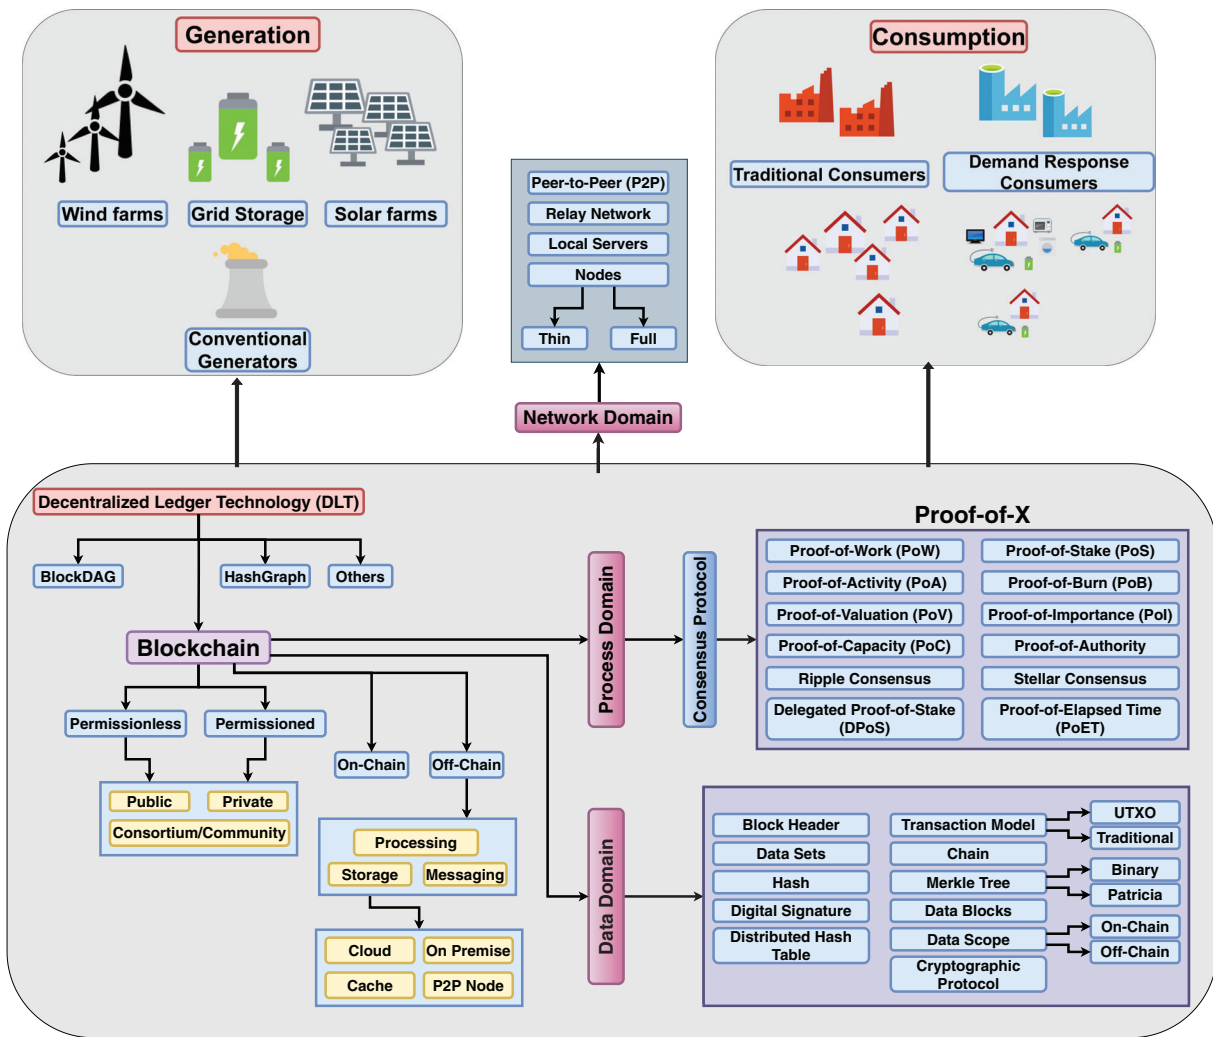 Generation
Wind farms
Grid Storage
Solar farms
Conventional
Generators
Peer-to-Peer (P2P)
Relay Network
Local Servers
Nodes
Thin
Full
Network Domain
Consumption
Traditional Consumers
Demand Response
Consumers
Decentralized Ledger Technology (DLT)
BlockDAG
HashGraph
Others
Blockchain
Permissionless
Permissioned
Public
Private
Consortium/Community
On-Chain
Off-Chain
Processing
Storage
Messaging
Cloud
On Premise
Cache
P2P Node
Process Domain
Consensus Protocol
Proof-of-X
Proof-of-Work (PoW)
Proof-of-Stake (PoS)
Proof-of-Activity (PoA)
Proof-of-Burn (PoB)
Proof-of-Valuation (PoV)
Proof-of-Importance (PoI)
Proof-of-Capacity (PoC)
Proof-of-Authority
Ripple Consensus
Stellar Consensus
Delegated Proof-of-Stake
(DPoS)
Proof-of-Elapsed Time
(PoET)
Data Domain
Block Header
Data Sets
Hash
Digital Signature
Distributed Hash
Table
Transaction Model
Chain
Merkle Tree
Data Blocks
Data Scope
Cryptographic
Protocol
UTXO
Traditional
Binary
Patricia
On-Chain
Off-Chain